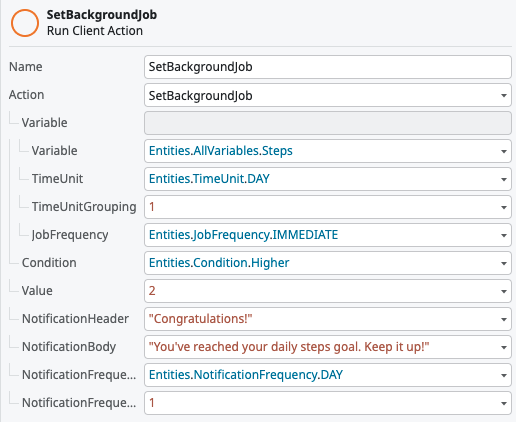 SetBackgroundJob
Run Client Action
Name SetBackgroundJob
Action SetBackgroundJob
Variable
Variable Entities.AllVariables.Steps
TimeUnit Entities.TimeUnit.DAY
TimeUnitGrouping 1
JobFrequency Entities.JobFrequency.IMMEDIATE
Condition Entities.Condition.Higher
Value 2
NotificationHeader "Congratulations!"
NotificationBody "You've reached your daily steps goal. Keep it up!"
NotificationFreque... Entities.NotificationFrequency.DAY
NotificationFreque... 1